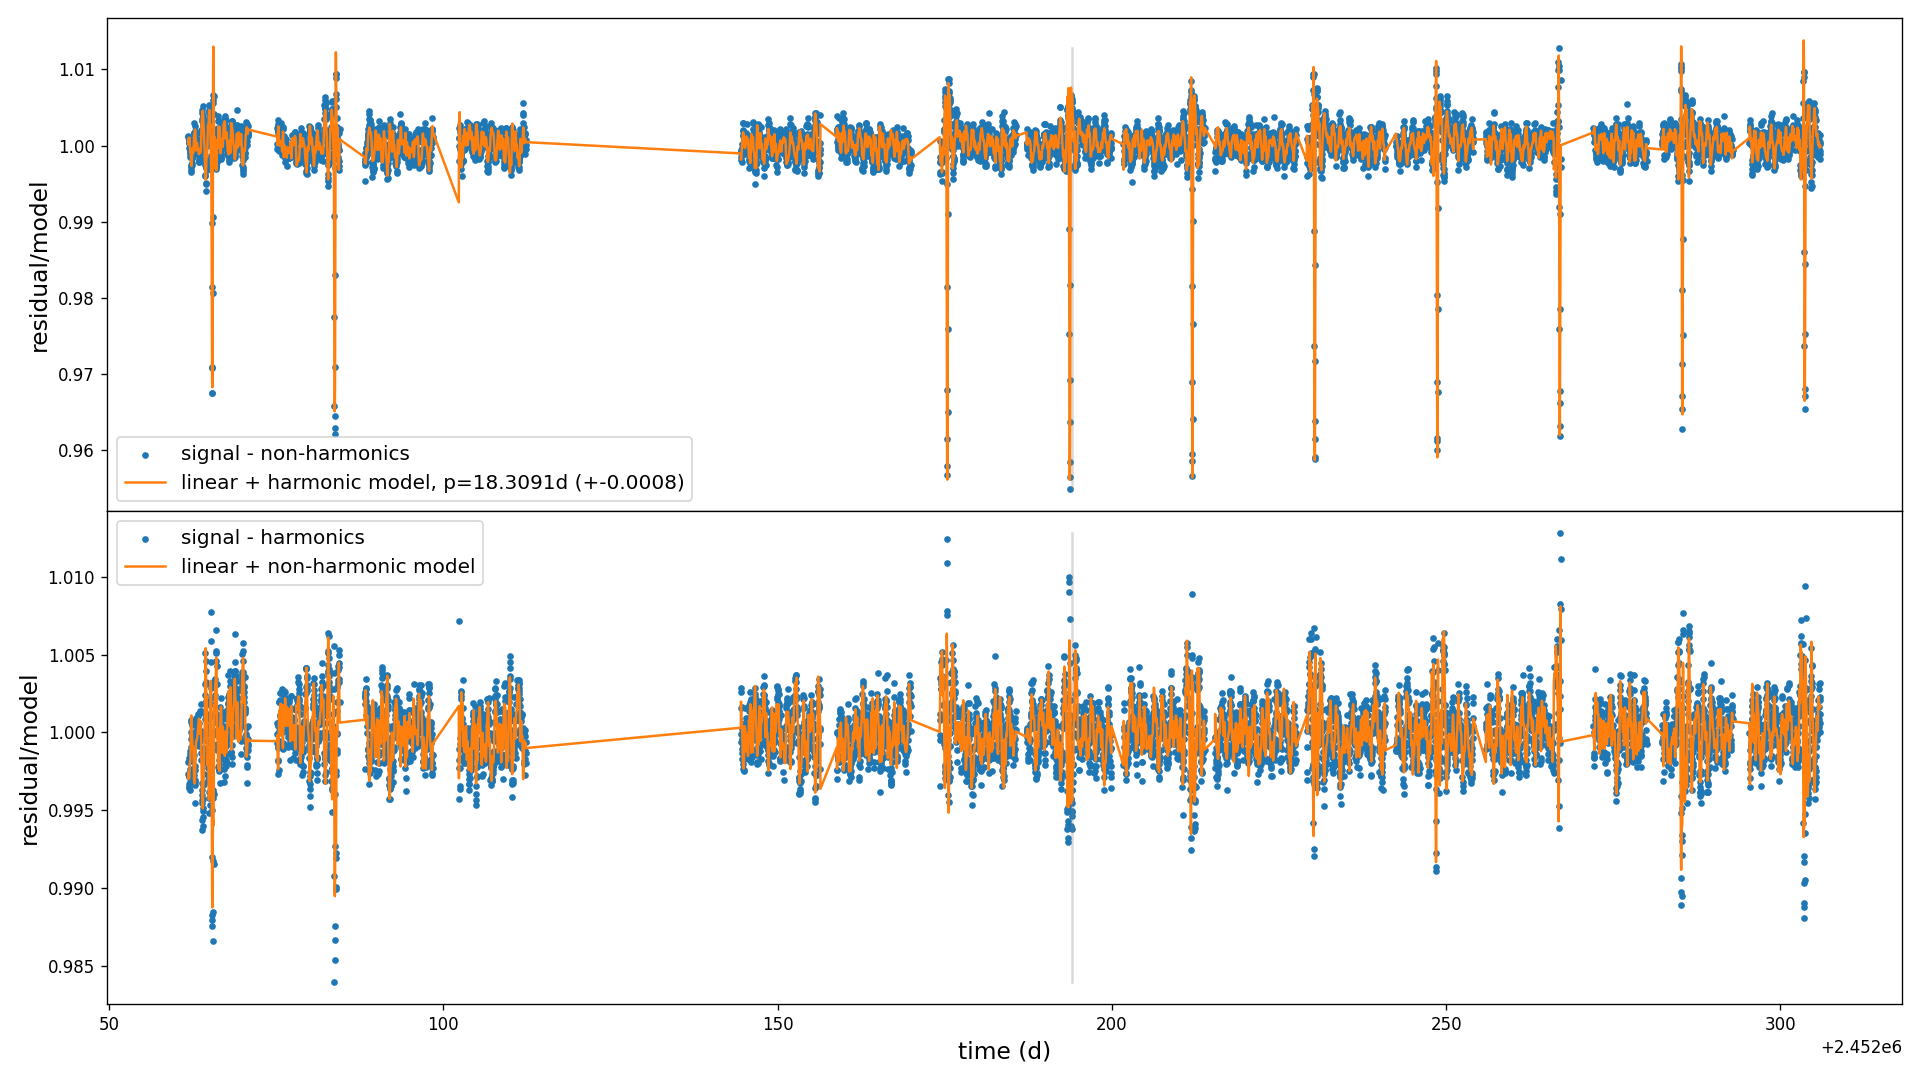 residual/model
1.01
1.00
0.99
0.98
0.97
0.96
signal - non-harmonics
linear + harmonic model, p=18.3091d (+-0.0008)
residual/model
signal - harmonics
linear + non-harmonic model
1.010
1.005
1.000
0.995
0.990
0.985
50
100
150
200
250
300
time (d)
+2.452e6